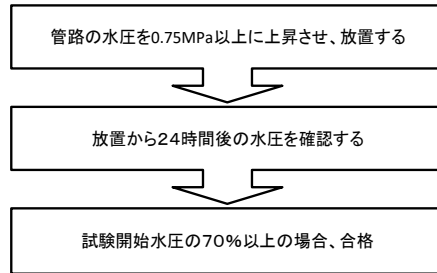 管路の水圧を0.75MPa以上に上昇させ、放置する
放置から２４時間後の水圧を確認する
試験開始水圧の７０％以上の場合、合格